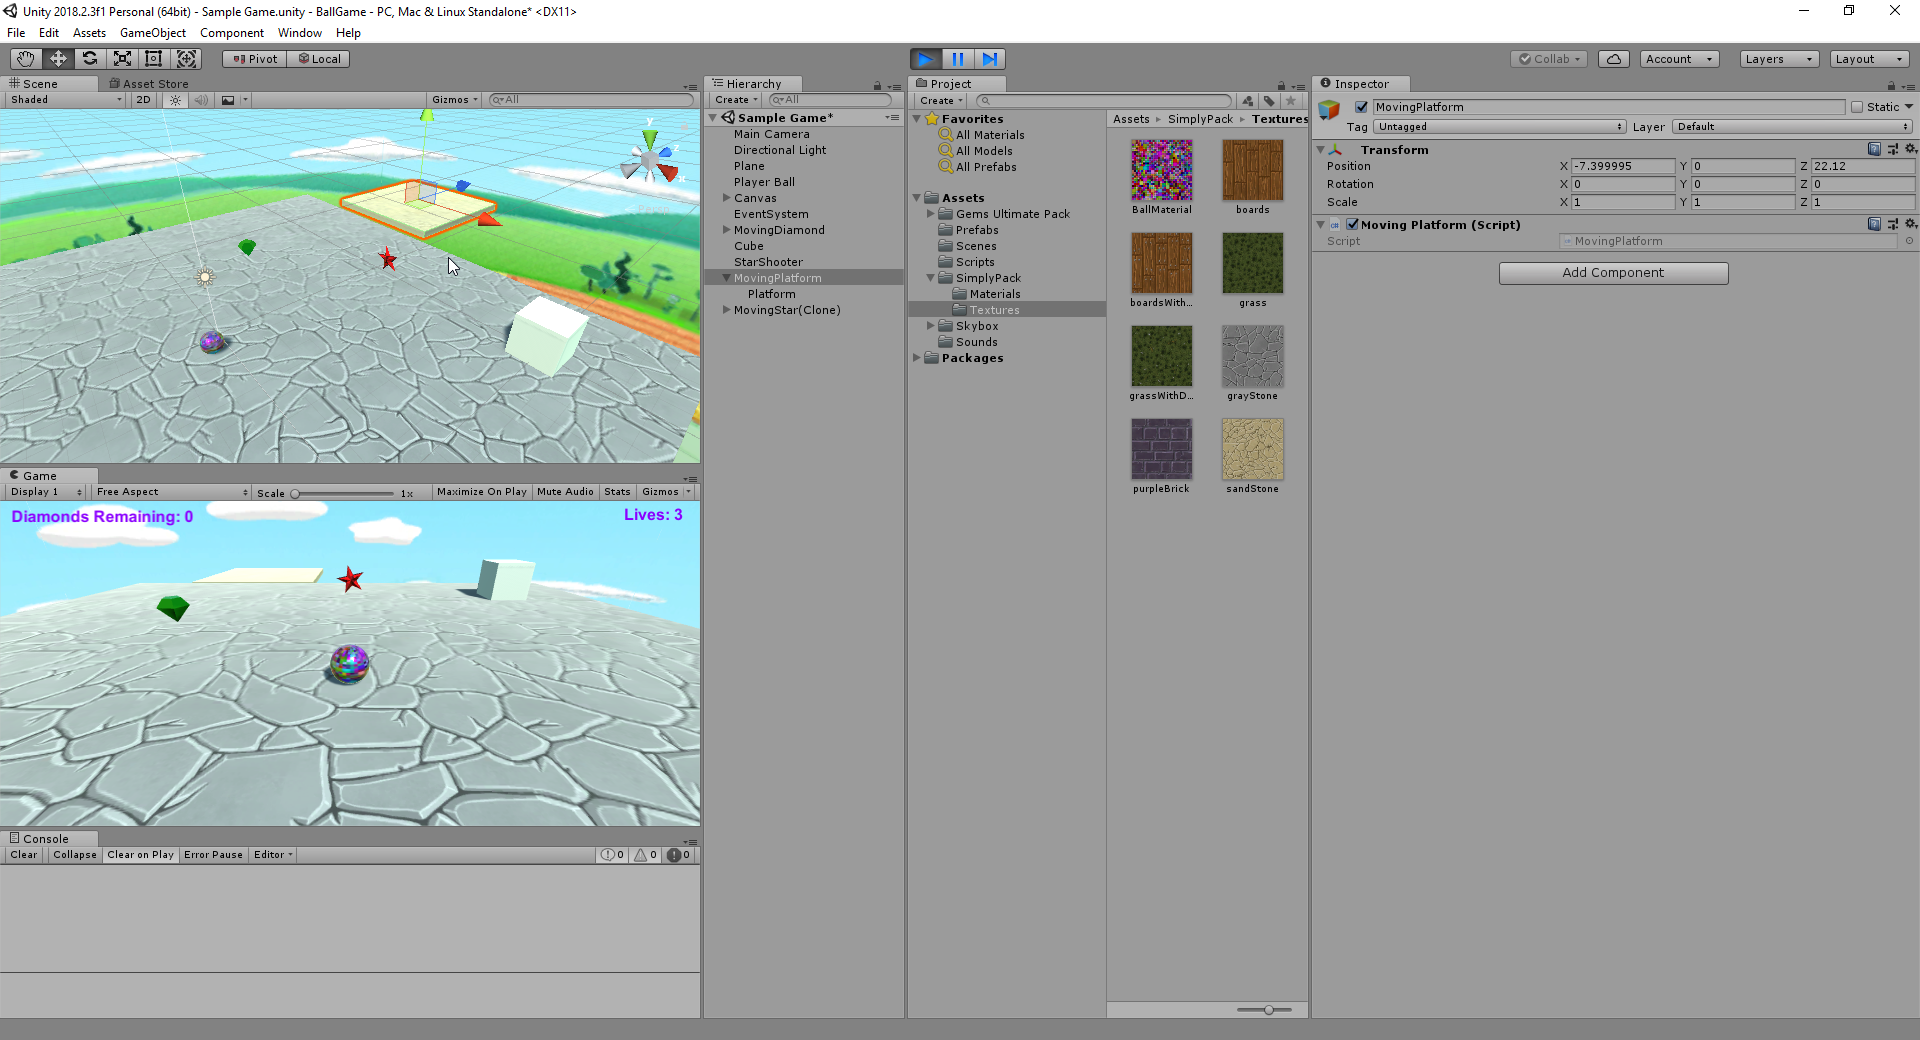 Unity 2018.2.3f1 Personal (64bit) - Sample Game.unity - BallGame - PC, Mac & Linux Standalone* <DX11>
File Edit Assets GameObject Component Window Help
Pivot Local
Collab Account Layers Layout
Scene Asset Store
Shaded 2D Gizmos All
y
z
x
Persp
Game
Display 1 Free Aspect Scale 1x Maximize On Play Mute Audio Stats Gizmos
Diamonds Remaining: 0
Lives: 3
Console
Clear Collapse Clear on Play Error Pause Editor 0 0 0
Hierarchy
Create All
Sample Game*
Main Camera
Directional Light
Plane
Player Ball
Canvas
EventSystem
MovingDiamond
Cube
StarShooter
MovingPlatform
Platform
MovingStar(Clone)
Project
Create
Favorites
All Materials
All Models
All Prefabs
Assets
Gems Ultimate Pack
Prefabs
Scenes
Scripts
SimplyPack
Materials
Textures
Skybox
Sounds
Packages
Assets SimplyPack Textures
BallMaterial boards
boardsWith... grass
grassWithD... grayStone
purpleBrick sandStone
Inspector
MovingPlatform Static
Tag Untagged Layer Default
Transform
Position X -7.399995 Y 0 Z 22.12
Rotation X 0 Y 0 Z 0
Scale X 1 Y 1 Z 1
Moving Platform (Script)
Script MovingPlatform
Add Component